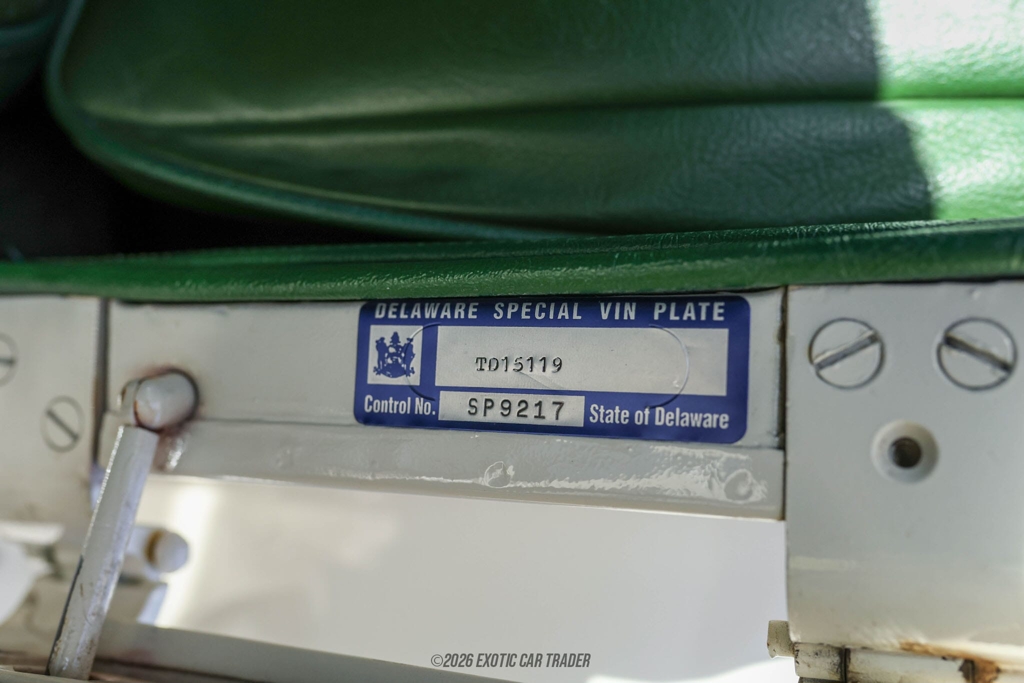 DELAWARE SPECIAL VIN PLATE
TD15119
Control No. SP9217 State of Delaware
©2026 EXOTIC CAR TRADER